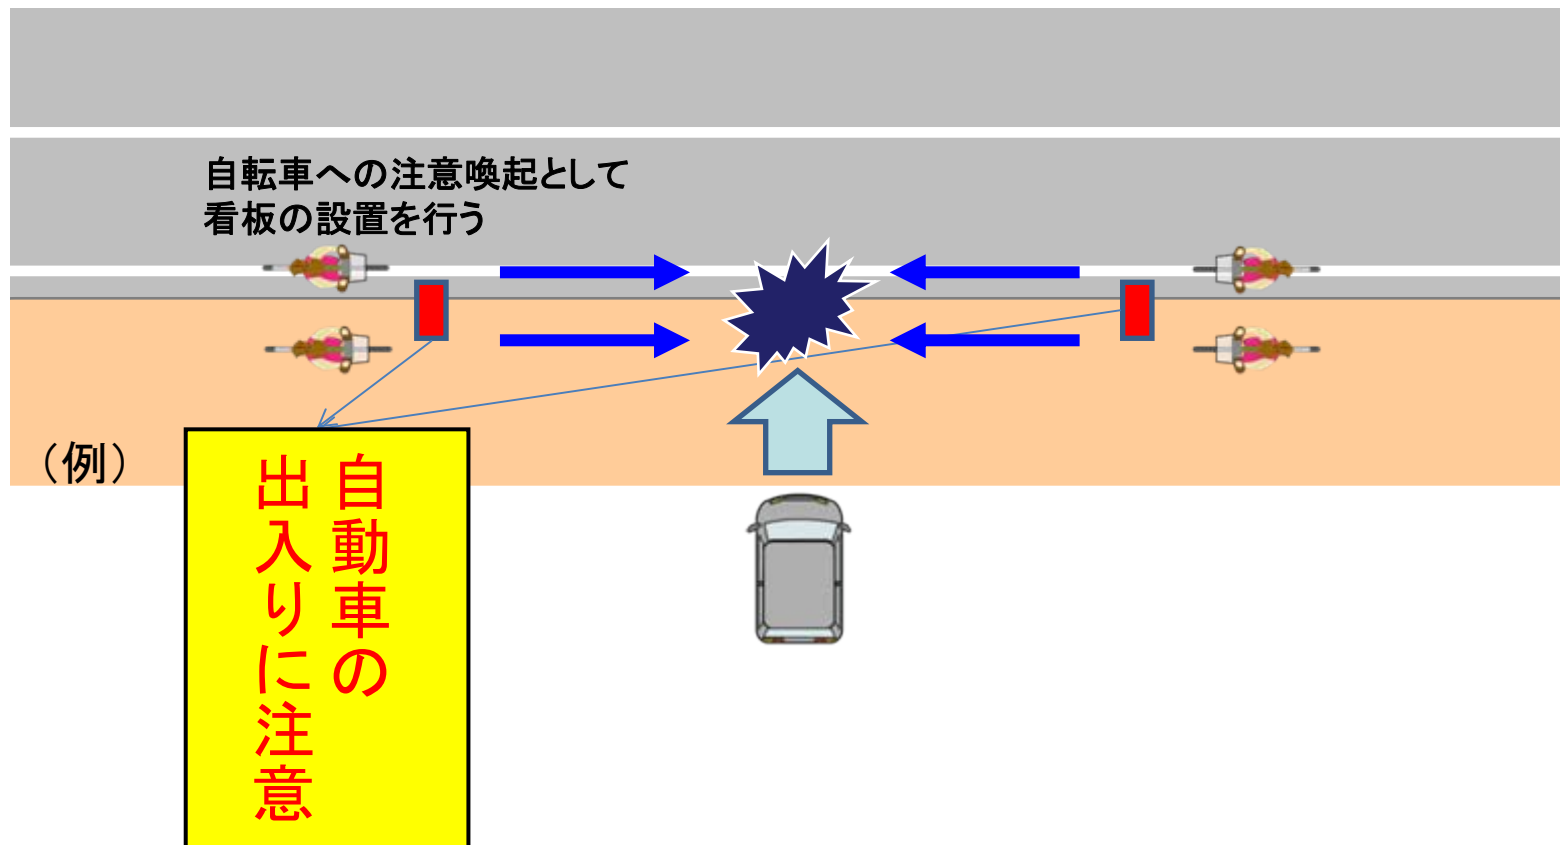 自転車への注意喚起として
看板の設置を行う
（例）
自動車の
出入りに注意